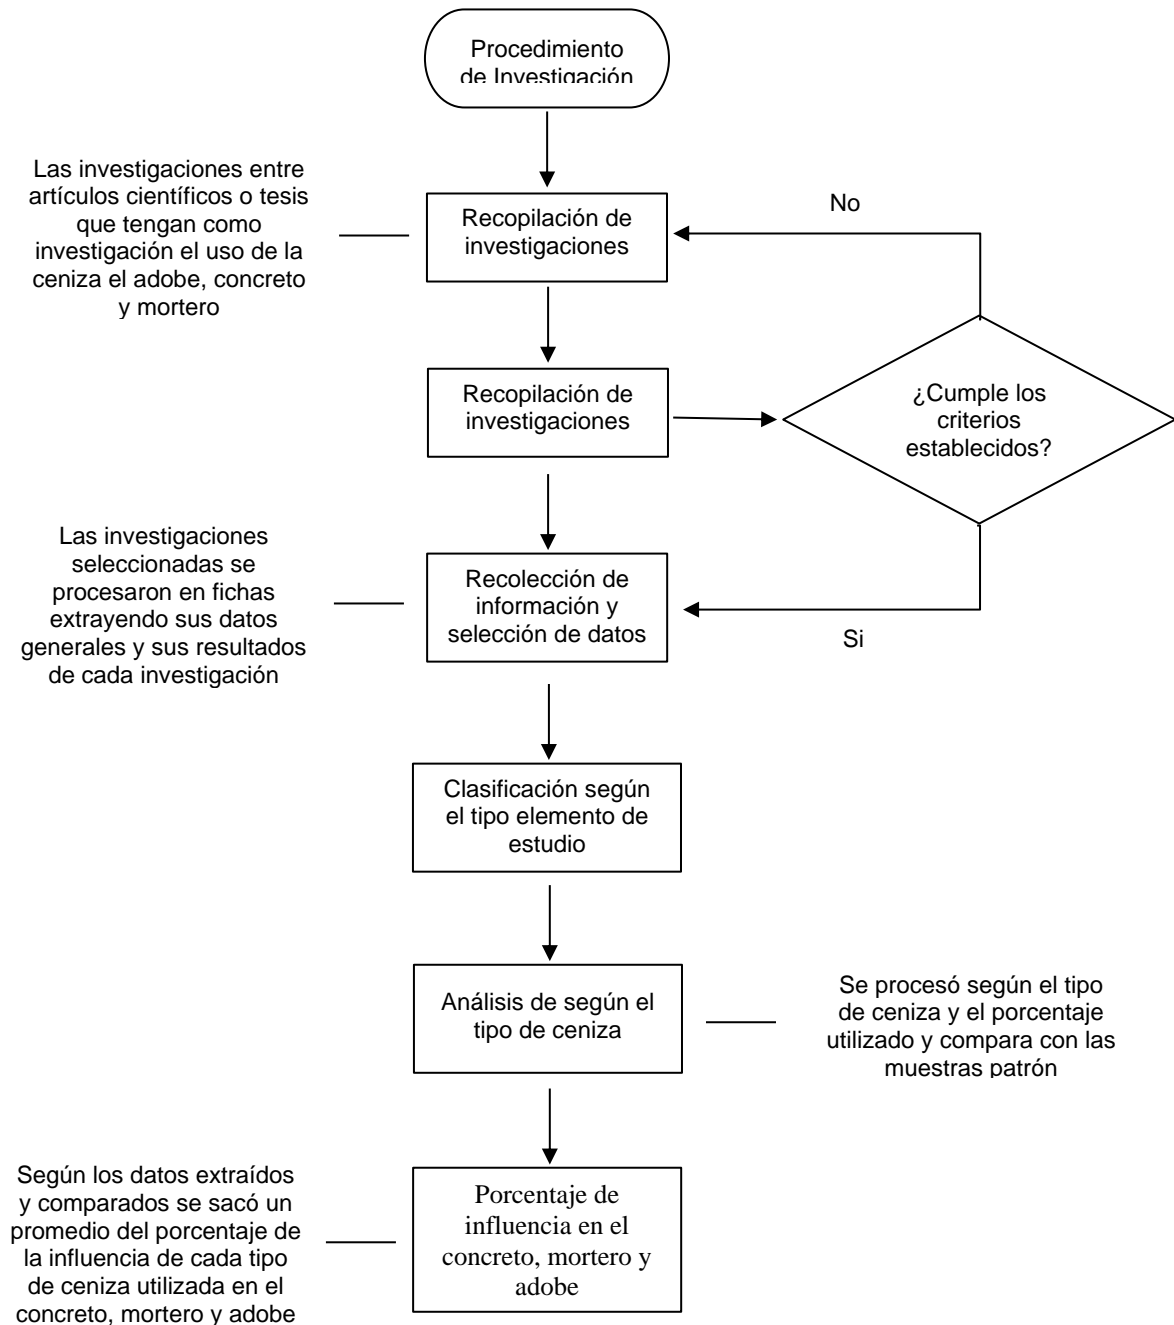 Procedimiento
de Investigación
Las investigaciones entre
artículos científicos o tesis
que tengan como
investigación el uso de la
ceniza el adobe, concreto
y mortero
Recopilación de
investigaciones
No
Recopilación de
investigaciones
¿Cumple los
criterios
establecidos?
Las investigaciones
seleccionadas se
procesaron en fichas
extrayendo sus datos
generales y sus resultados
de cada investigación
Recolección de
información y
selección de datos
Si
Clasificación según
el tipo elemento de
estudio
Análisis de según el
tipo de ceniza
Se procesó según el tipo
de ceniza y el porcentaje
utilizado y compara con las
muestras patrón
Según los datos extraídos
y comparados se sacó un
promedio del porcentaje de
la influencia de cada tipo
de ceniza utilizada en el
concreto, mortero y adobe
Porcentaje de
influencia en el
concreto, mortero y
adobe